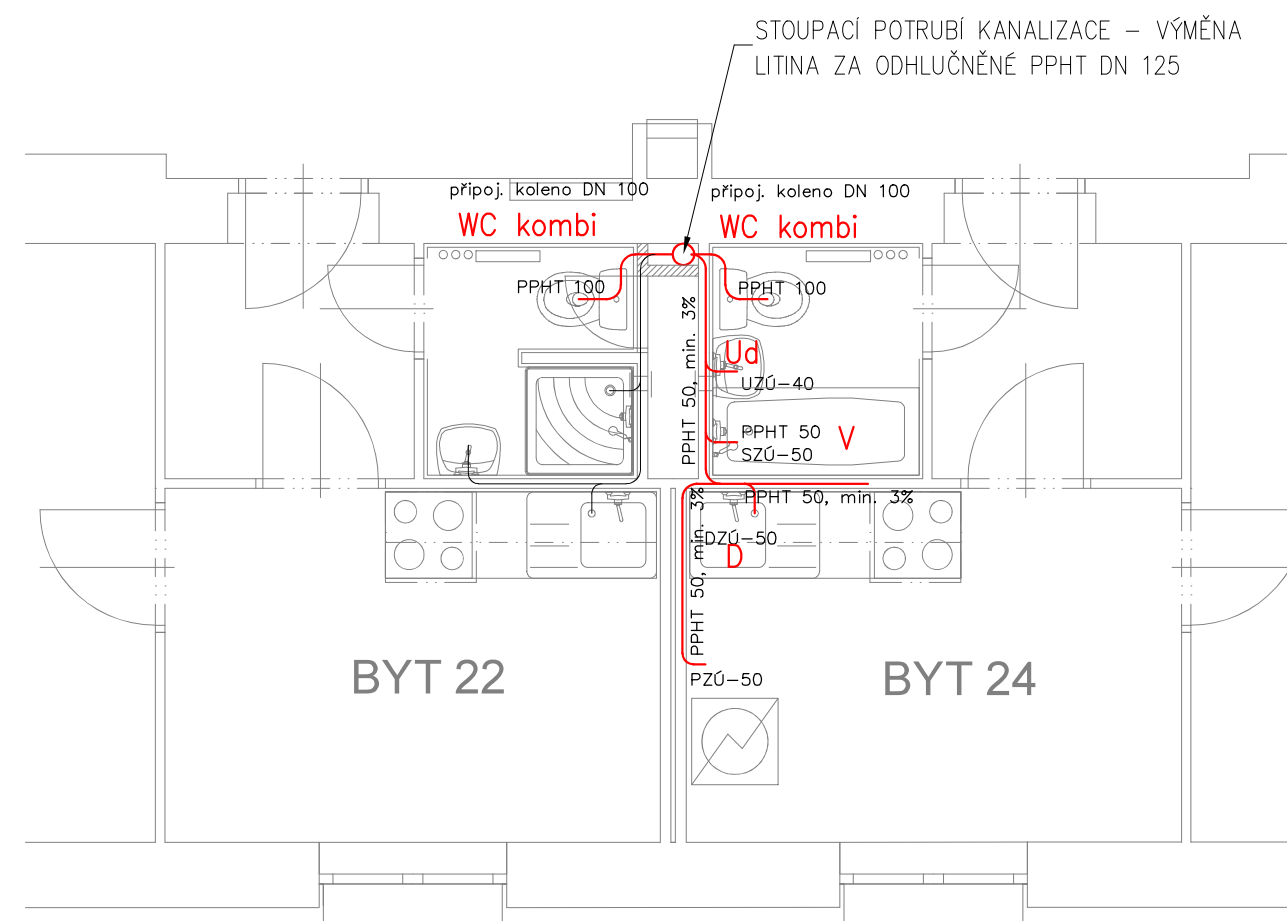 STOUPACÍ POTRUBÍ KANALIZACE – VÝMĚNA
LITINA ZA ODHLUČNĚNÉ PPHT DN 125
připoj. koleno DN 100
připoj. koleno DN 100
WC kombi
WC kombi
PPHT 100
PPHT 100
PPHT 50, min. 3%
Ud
UZÚ–40
PPHT 50
V
SZÚ–50
PPHT 50, min. 3%
PPHT 50, min. 3%
DZÚ–50
D
BYT 22
PZÚ–50
BYT 24